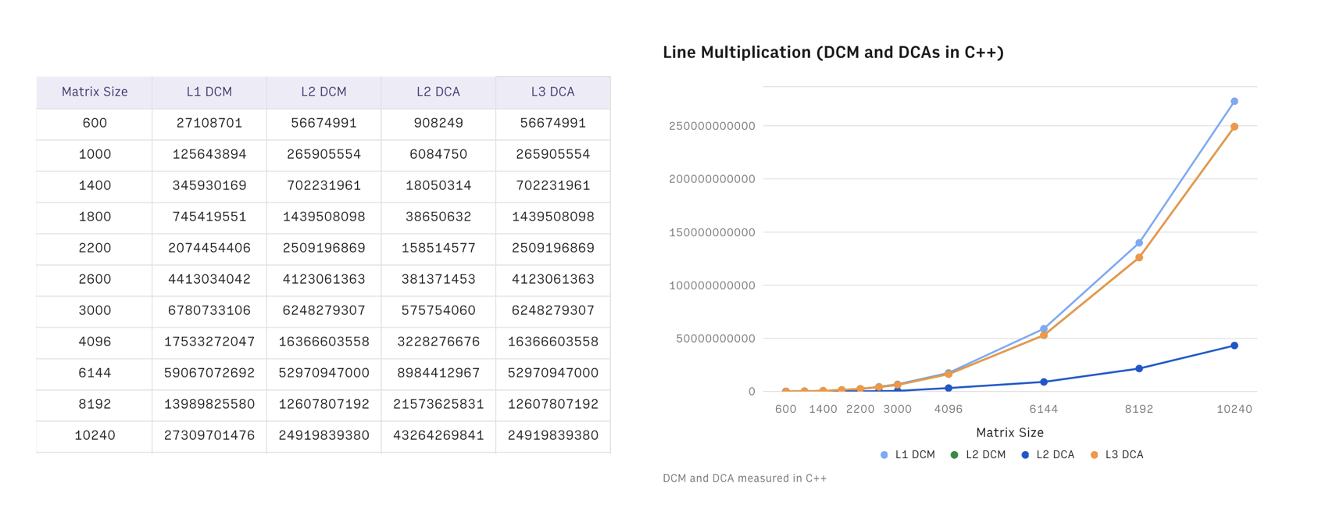 Line Multiplication (DCM and DCAs in C++)
Matrix Size L1 DCM L2 DCM L2 DCA L3 DCA
600 27108701 56674991 908249 56674991
1000 125643894 265905554 6084750 265905554
1400 345930169 702231961 18050314 702231961
1800 745419551 1439508098 38650632 1439508098
2200 2074454406 2509196869 158514577 2509196869
2600 4413034042 4123061363 381371453 4123061363
3000 6780733106 6248279307 575754060 6248279307
4096 17533272047 16366603558 3228276676 16366603558
6144 59067072692 52970947000 8984412967 52970947000
8192 13989825580 12607807192 21573625831 12607807192
10240 27309701476 24919839380 43264269841 24919839380
250000000000
200000000000
150000000000
100000000000
50000000000
0
600 1400 2200 3000 4096 6144 8192 10240
Matrix Size
L1 DCM L2 DCM L2 DCA L3 DCA
DCM and DCA measured in C++